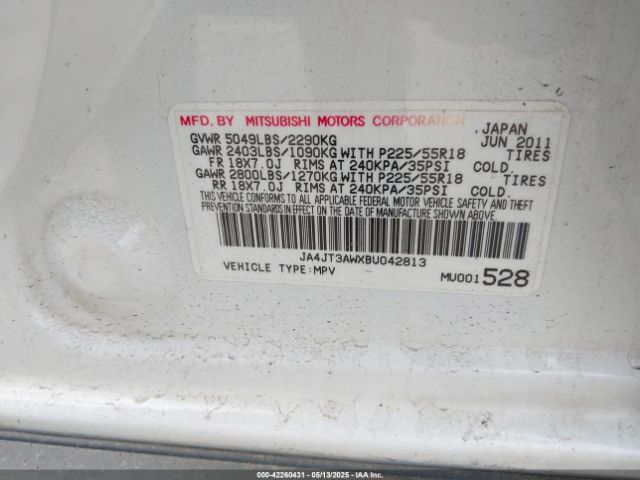 MFD. BY MITSUBISHI MOTORS CORPORATION JAPAN
GVWR 5049LBS/2290KG JUN 2011
GAWR 2403LBS/1090KG WITH P225/55R18 TIRES
FR 18X7.0J RIMS AT 240KPA/35PSI COLD.
GAWR 2800LBS/1270KG WITH P225/55R18 TIRES
RR 18X7.0J RIMS AT 240KPA/35PSI COLD
THIS VEHICLE CONFORMS TO ALL APPLICABLE FEDERAL MOTOR VEHICLE SAFETY AND THEFT
PREVENTION STANDARDS IN EFFECT ON THE DATE OF MANUFACTURE SHOWN ABOVE.
JA4JT3AWXBU042813
VEHICLE TYPE:MPV MU001528
000-42260431 - 05/13/2025 - IAA, Inc.